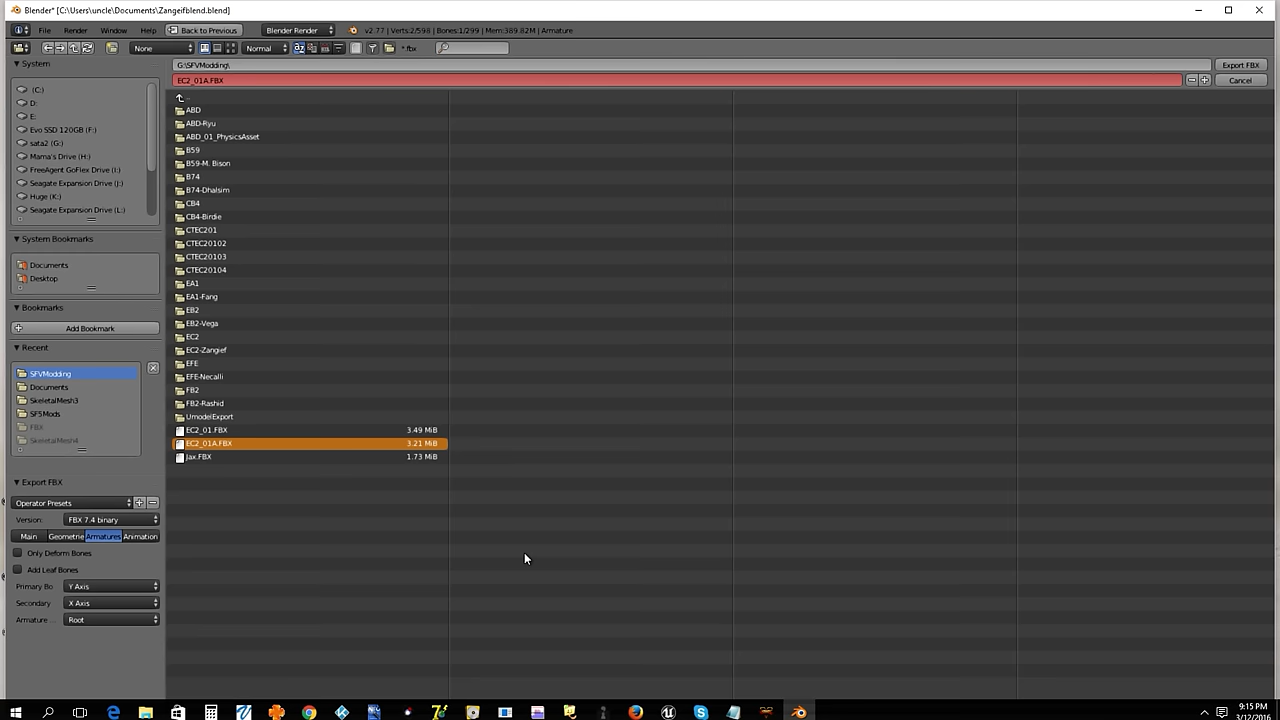 Blender* [C:\Users\uncle\Documents\Zangeifblend.blend]
File Render Window Help Back to Previous Blender Render v2.77 | Verts:2/598 | Bones:1/299 | Mem:389.82M | Armature
None Normal *.fbx
System
G:\SFVModding\ Export FBX
EC2_01A.FBX Cancel
(C:)
D:
E:
Evo SSD 120GB (F:)
sata2 (G:)
Mama's Drive (H:)
FreeAgent GoFlex Drive (I:)
Seagate Expansion Drive (J:)
Huge (K:)
Seagate Expansion Drive (L:)
System Bookmarks
Documents
Desktop
Bookmarks
Add Bookmark
Recent
SFVModding
Documents
SkeletalMesh3
SF5Mods
FBX
SkeletalMesh4
Export FBX
Operator Presets
Version: FBX 7.4 binary
Main Geometrie Armatures Animation
Only Deform Bones
Add Leaf Bones
Primary Bo Y Axis
Secondary X Axis
Armature ... Root
..
ABD
ABD-Ryu
ABD_01_PhysicsAsset
B59
B59-M. Bison
B74
B74-Dhalsim
CB4
CB4-Birdie
CTEC201
CTEC20102
CTEC20103
CTEC20104
EA1
EA1-Fang
EB2
EB2-Vega
EC2
EC2-Zangief
EFE
EFE-Necalli
FB2
FB2-Rashid
UmodelExport
EC2_01.FBX 3.49 MiB
EC2_01A.FBX 3.21 MiB
Jax.FBX 1.73 MiB
9:15 PM
3/12/2016